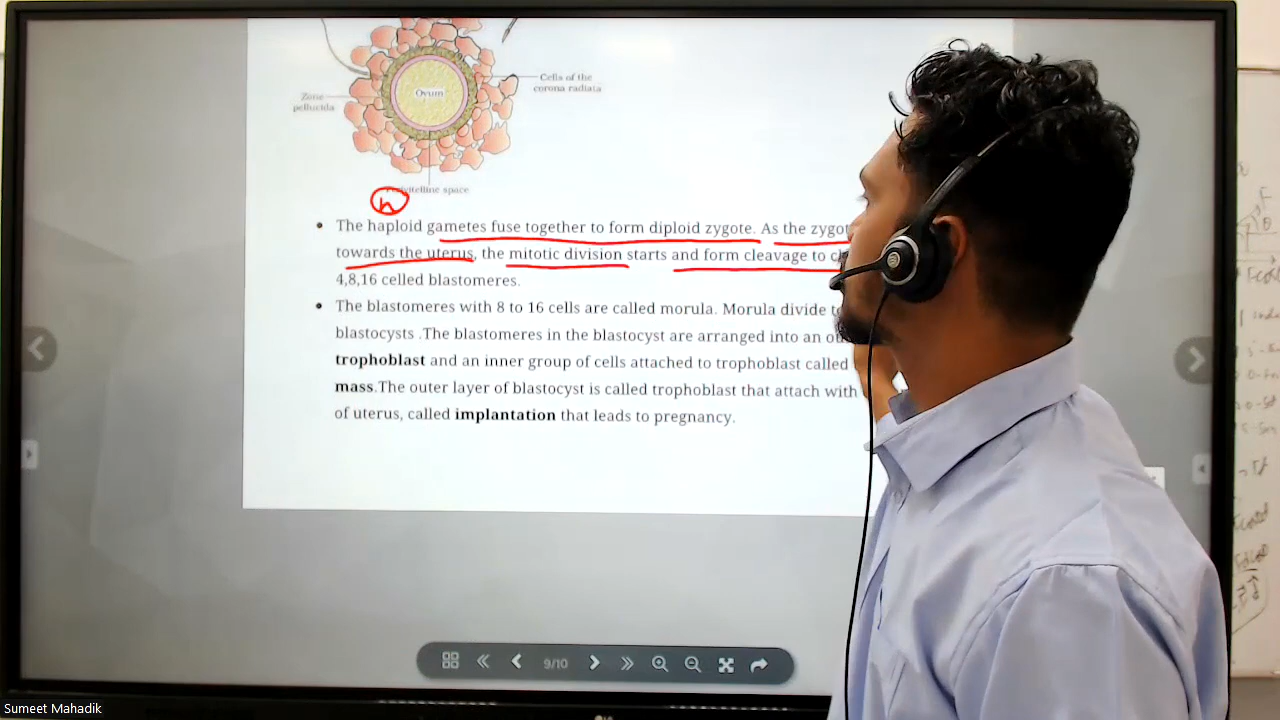 Ovum
Cells of the
corona radiata
Zone
pellucida
space
n
The haploid gametes fuse together to form diploid zygote. As the
towards the uterus, the mitotic division starts and form cleavage to
4,8,16 celled blastomeres.
The blastomeres with 8 to 16 cells are called morula. Morula divide
blastocysts .The blastomeres in the blastocyst are arranged into an
trophoblast and an inner group of cells attached to trophoblast called
mass.The outer layer of blastocyst is called trophoblast that attach with
of uterus, called implantation that leads to pregnancy.
9/10
Sumeet Mahadik
LG